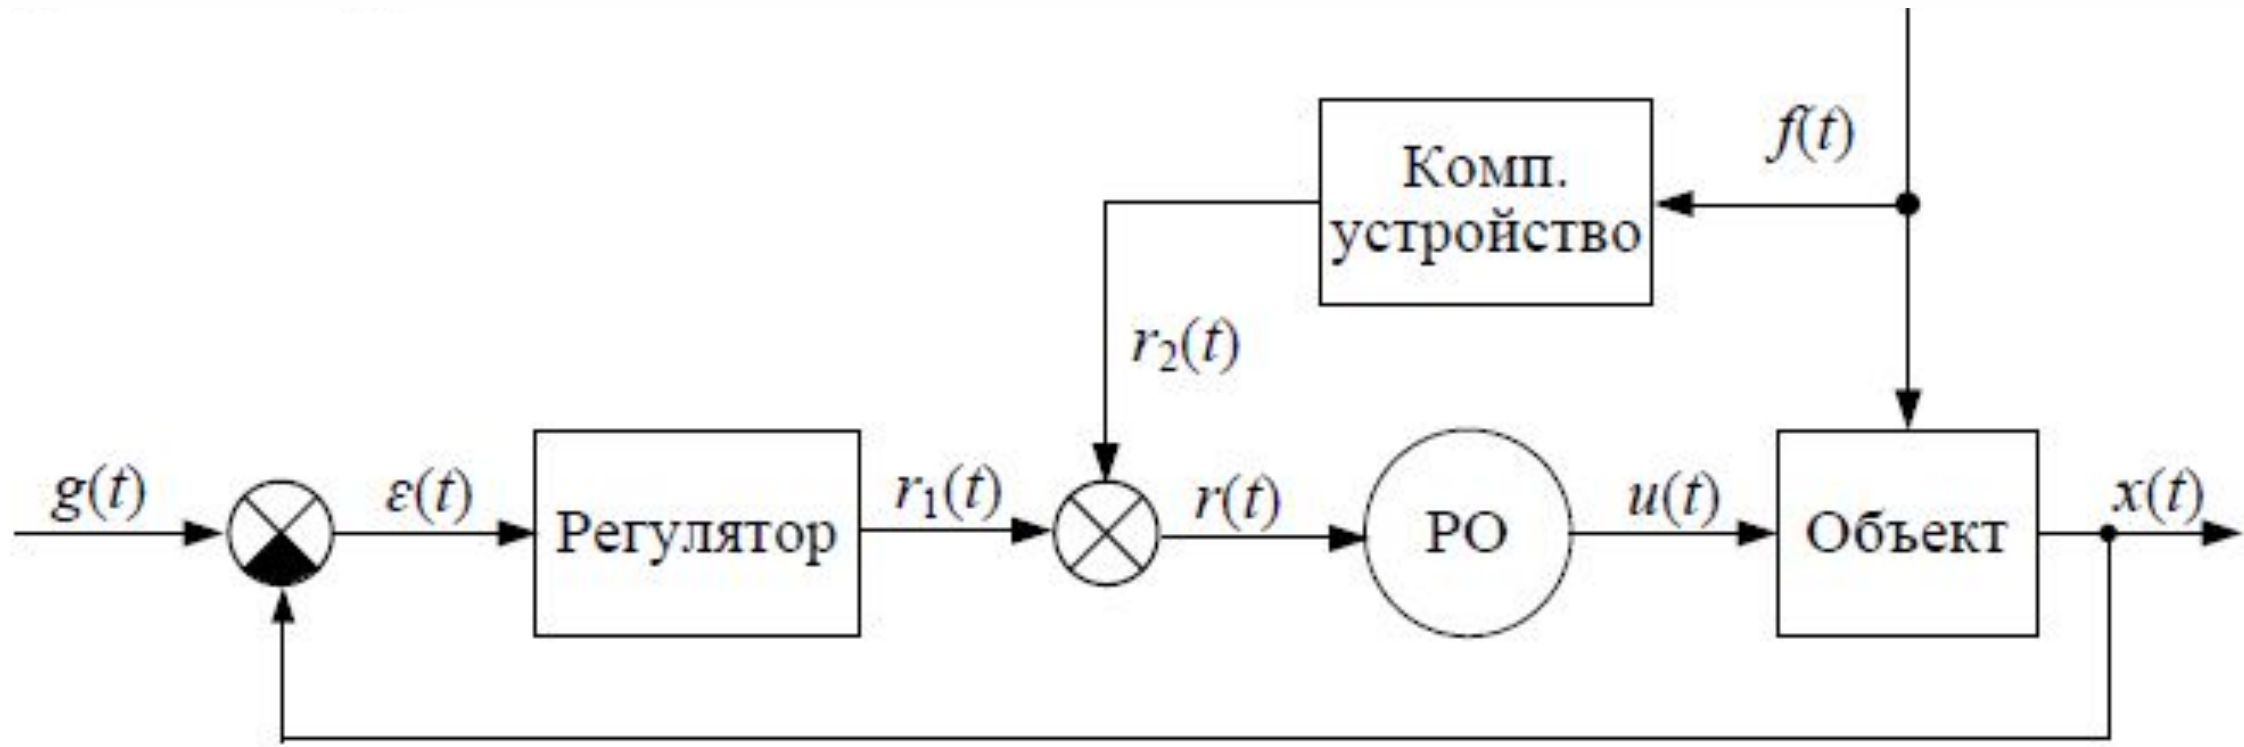 f(t)
Комп.
устройство
r₂(t)
g(t)
ε(t)
Регулятор
r₁(t)
r(t)
РО
u(t)
Объект
x(t)